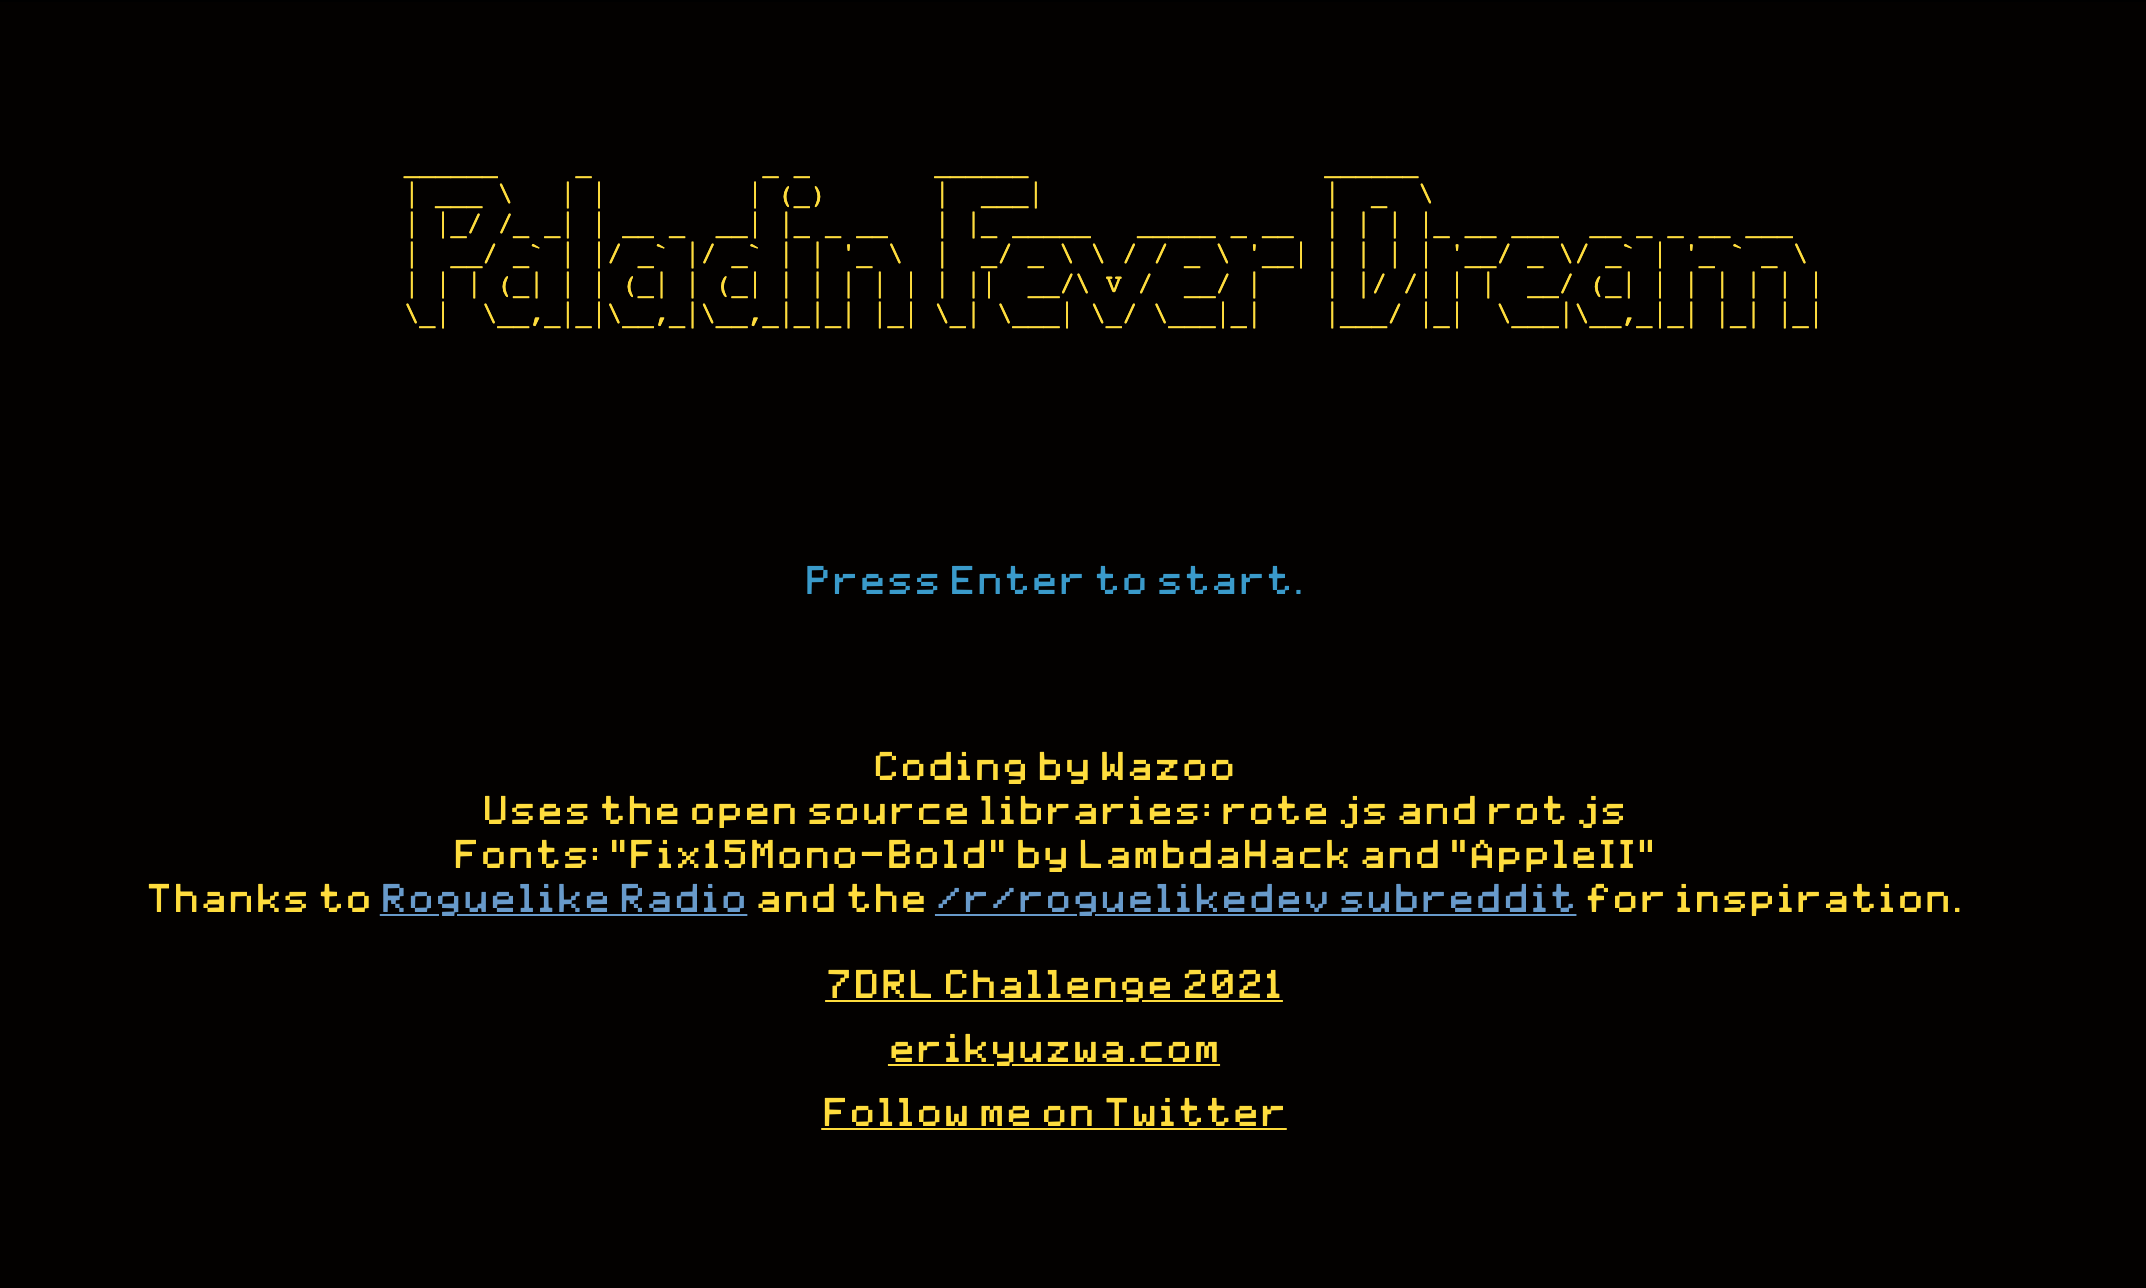 Paladin Fever Dream
Press Enter to start.
Coding by Wazoo
Uses the open source libraries: rote js and rot js
Fonts: "Fix15Mono-Bold" by LambdaHack and "AppleII"
Thanks to Roguelike Radio and the /r/roguelikedev subreddit for inspiration.
7DRL Challenge 2021
erikyuzwa.com
Follow me on Twitter